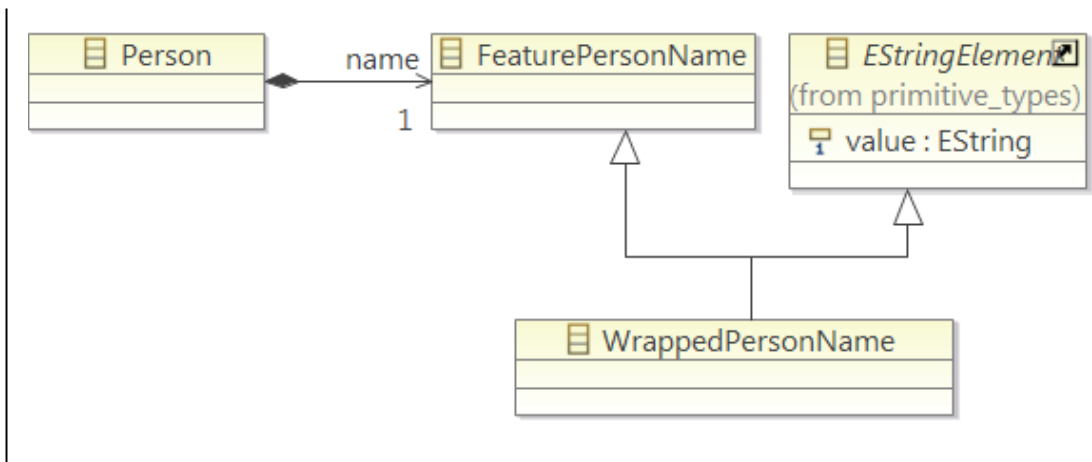 Person
name
1
FeaturePersonName
EStringElement
(from primitive_types)
value : EString
WrappedPersonName